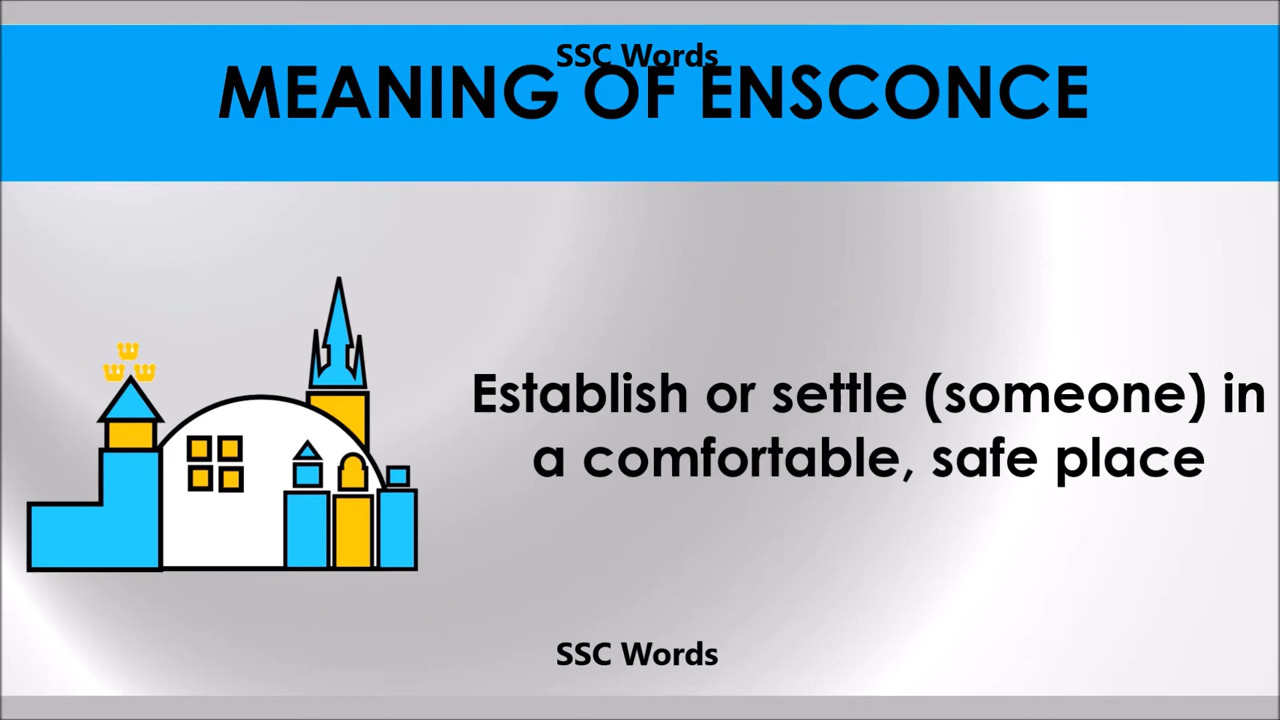 SSC Words
MEANING OF ENSCONCE
Establish or settle (someone) in
a comfortable, safe place
SSC Words